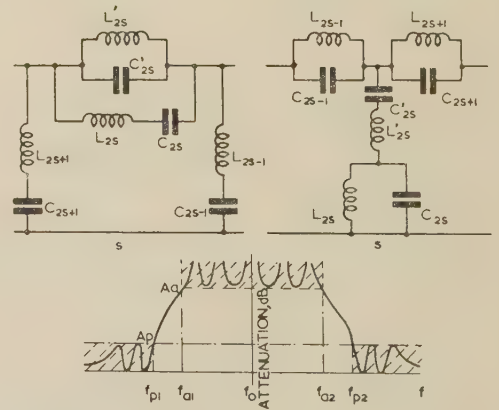 L'2S
C'2S
L2S
C2S
L2S+1
C2S+1
L2S-1
C2S-1
S
L2S-1
L2S+1
C2S-1
C2S+1
C'2S
L'2S
L2S
C2S
S
Aa
Ap
ATTENUATION, dB
fp1
fa1
fo
fa2
fp2
f